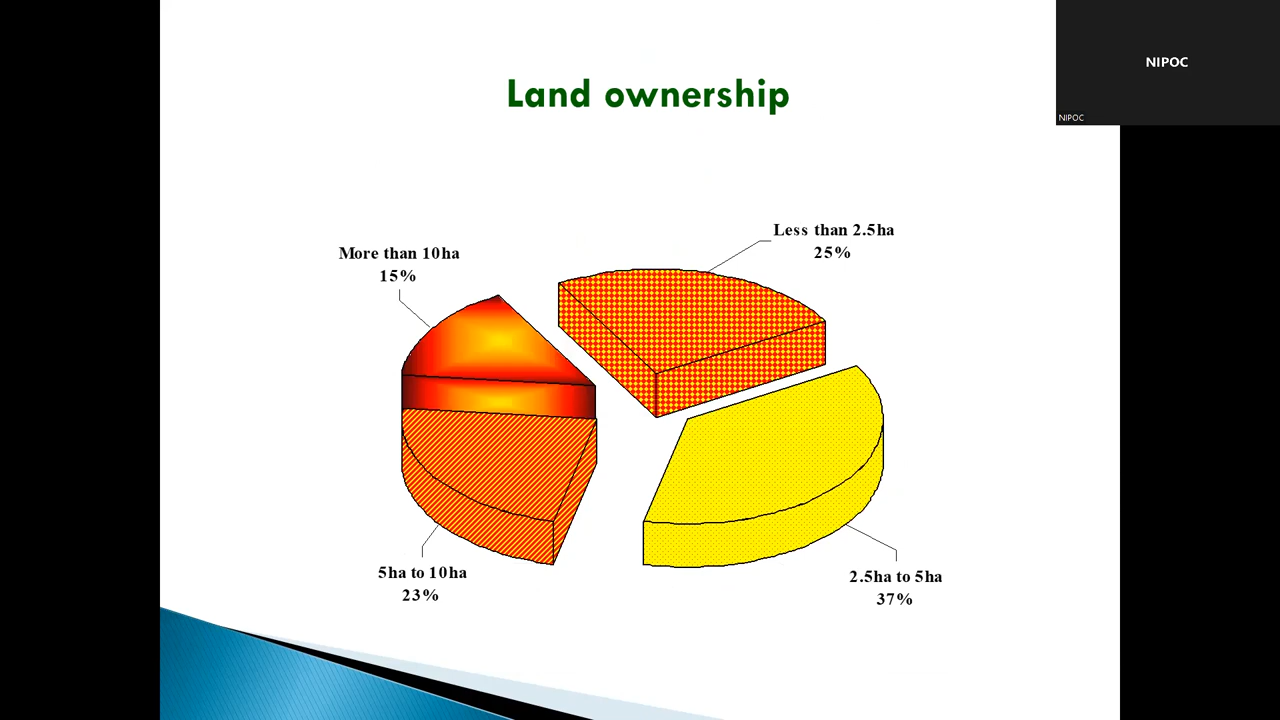 NIPOC
NIPOC
Land ownership
Less than 2.5ha
25%
More than 10ha
15%
5ha to 10ha
23%
2.5ha to 5ha
37%